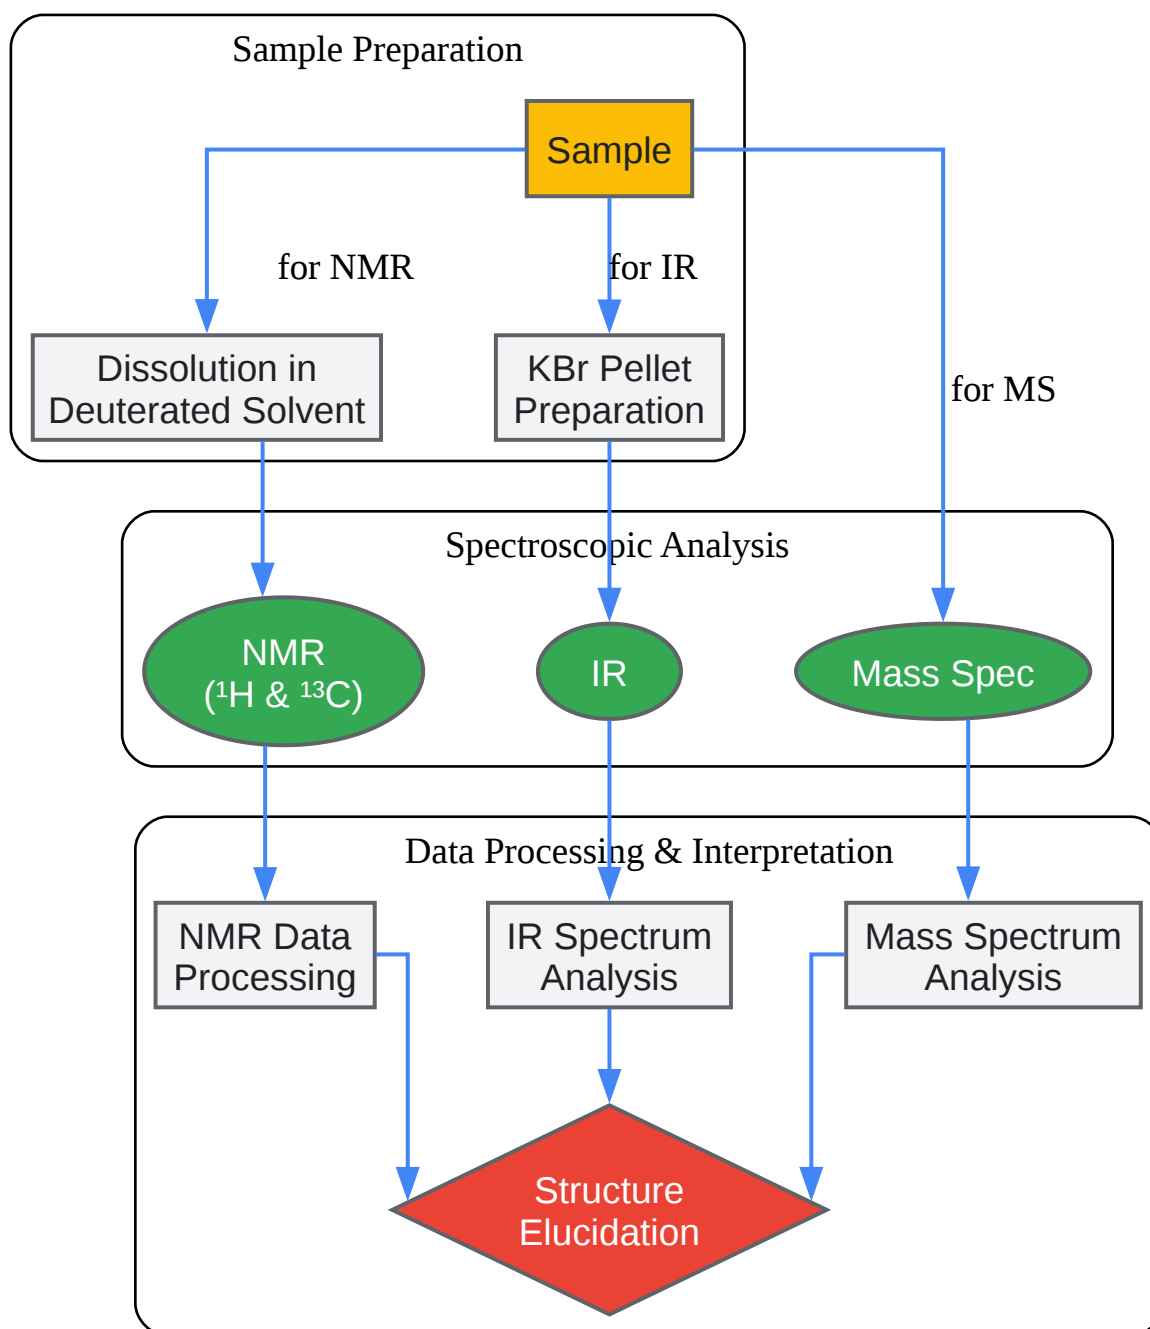 Sample Preparation
Sample
for NMR
for IR
Dissolution in
Deuterated Solvent
KBr Pellet
Preparation
for MS
Spectroscopic Analysis
NMR
(¹H & ¹³C)
IR
Mass Spec
Data Processing & Interpretation
NMR Data
Processing
IR Spectrum
Analysis
Mass Spectrum
Analysis
Structure
Elucidation